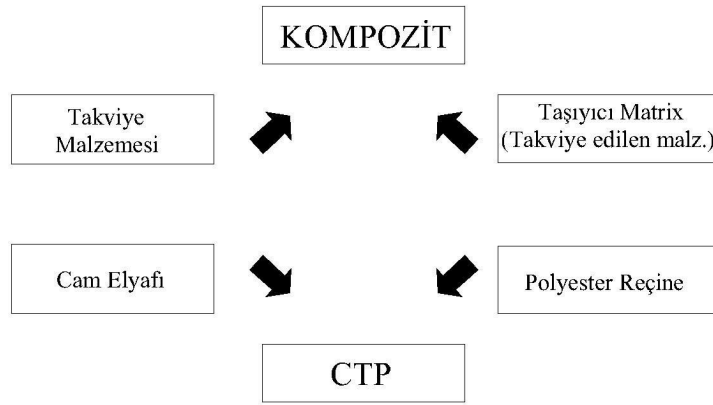 KOMPOZİT
Takviye
Malzemesi
Taşıyıcı Matrix
(Takviye edilen malz.)
Cam Elyafı
Polyester Reçine
CTP